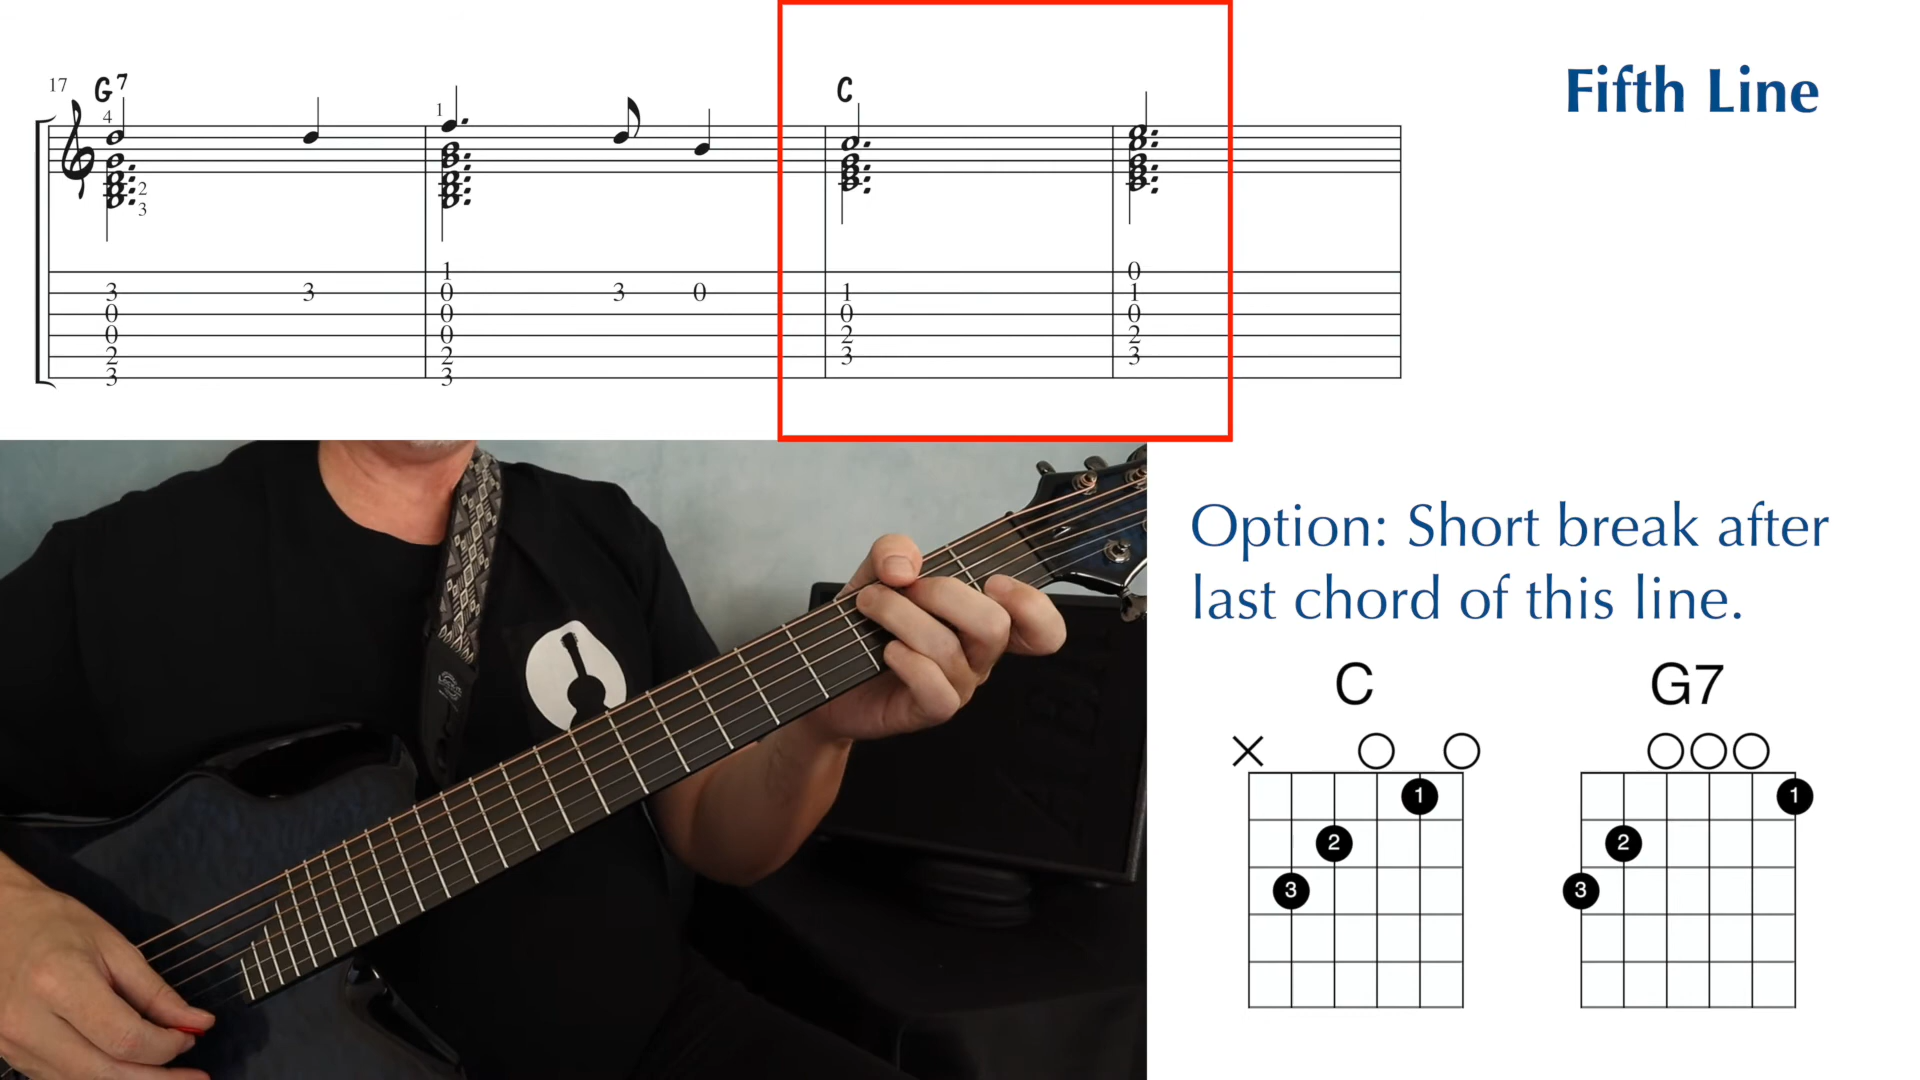 Fifth Line
17 G7 C
4 1
2
3
1 0
3 3 0 3 0 1 1
0 0 0 0
0 0 2 2
2 2 3 3
3 3
Option: Short break after
last chord of this line.
C G7
1 1
2 2
3 3